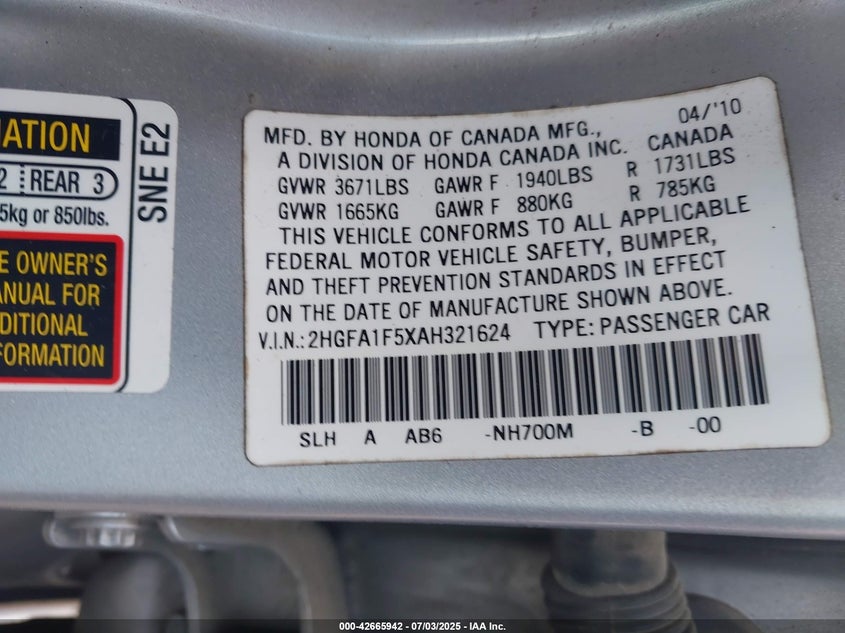 NATION
2 REAR 3
5kg or 850lbs.
E OWNER'S
ANUAL FOR
DDITIONAL
FORMATION
SNE E2
04/'10
MFD. BY HONDA OF CANADA MFG.,
A DIVISION OF HONDA CANADA INC. CANADA
GVWR 3671LBS GAWR F 1940LBS R 1731LBS
GVWR 1665KG GAWR F 880KG R 785KG
THIS VEHICLE CONFORMS TO ALL APPLICABLE
FEDERAL MOTOR VEHICLE SAFETY, BUMPER,
AND THEFT PREVENTION STANDARDS IN EFFECT
ON THE DATE OF MANUFACTURE SHOWN ABOVE.
V.I.N.: 2HGFA1F5XAH321624 TYPE: PASSENGER CAR
SLH A AB6 -NH700M -B -00
000-42665942 - 07/03/2025 - IAA Inc.